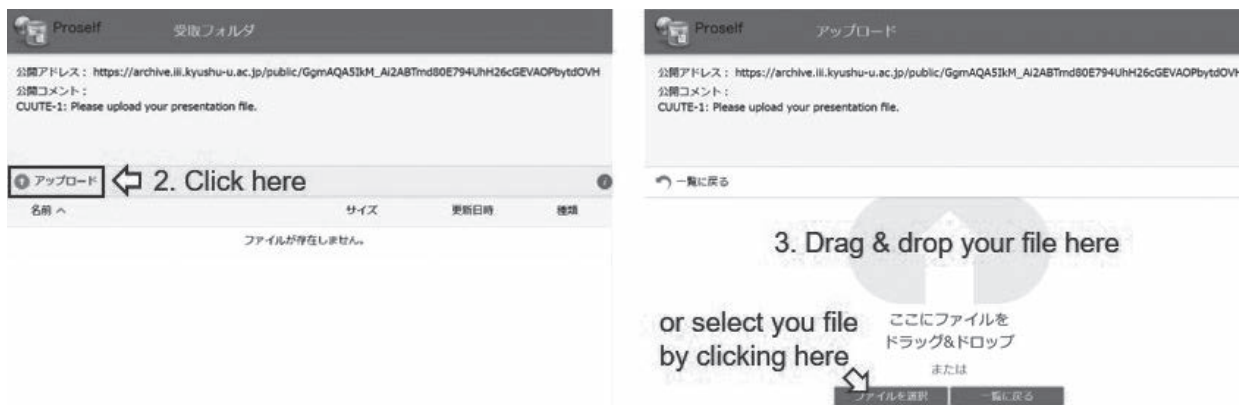 Proself 受取フォルダ
公開アドレス： https://archive.iii.kyushu-u.ac.jp/public/GgmAQA5IkM_Ai2ABTmd80E794UhH26cGEVAOPbytdOVH
公開コメント：
CUUTE-1: Please upload your presentation file.
アップロード 2. Click here
名前 サイズ 更新日時 種類
ファイルが存在しません。
Proself アップロード
公開アドレス： https://archive.iii.kyushu-u.ac.jp/public/GgmAQA5IkM_Ai2ABTmd80E794UhH26cGEVAOPbytdOVH
公開コメント：
CUUTE-1: Please upload your presentation file.
一覧に戻る
3. Drag & drop your file here
ここにファイルを
ドラッグ&ドロップ
または
or select you file
by clicking here
ファイルを選択 一覧に戻る